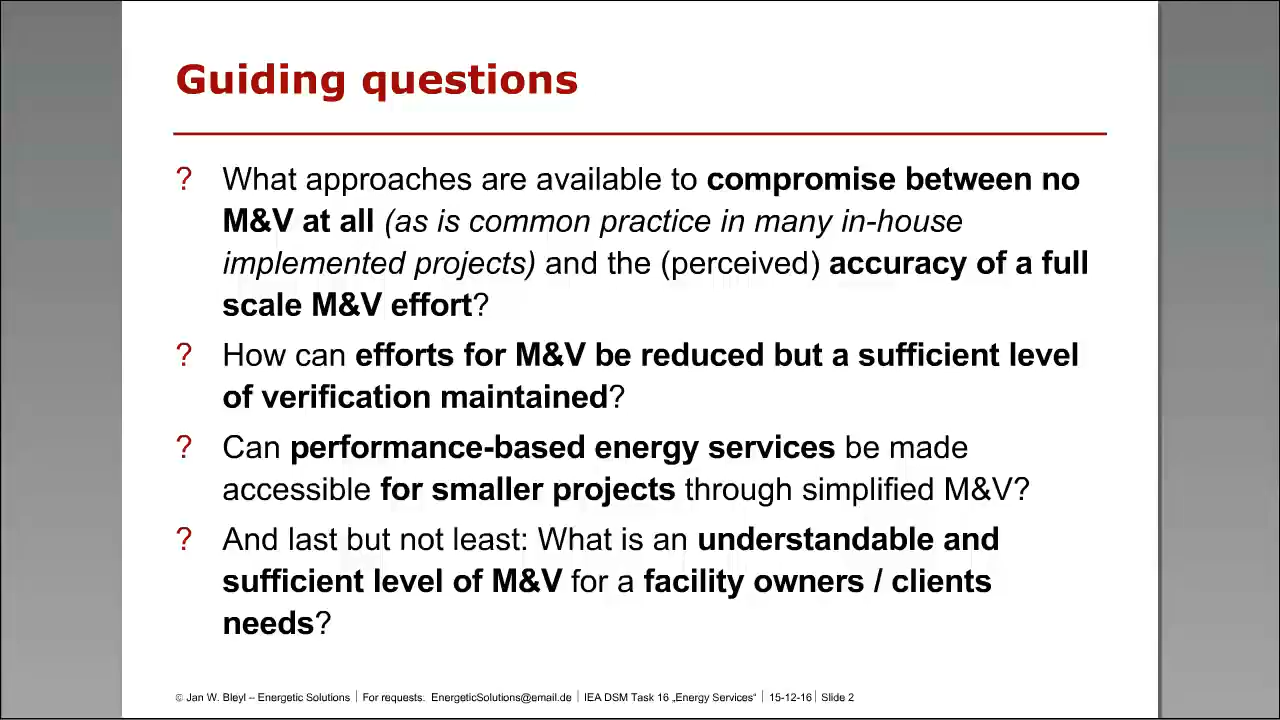 Guiding questions
? What approaches are available to compromise between no
M&V at all (as is common practice in many in-house
implemented projects) and the (perceived) accuracy of a full
scale M&V effort?
? How can efforts for M&V be reduced but a sufficient level
of verification maintained?
? Can performance-based energy services be made
accessible for smaller projects through simplified M&V?
? And last but not least: What is an understandable and
sufficient level of M&V for a facility owners / clients
needs?
© Jan W. Bleyl – Energetic Solutions | For requests. EnergeticSolutions@email.de | IEA DSM Task 16 „Energy Services“ | 15-12-16 | Slide 2